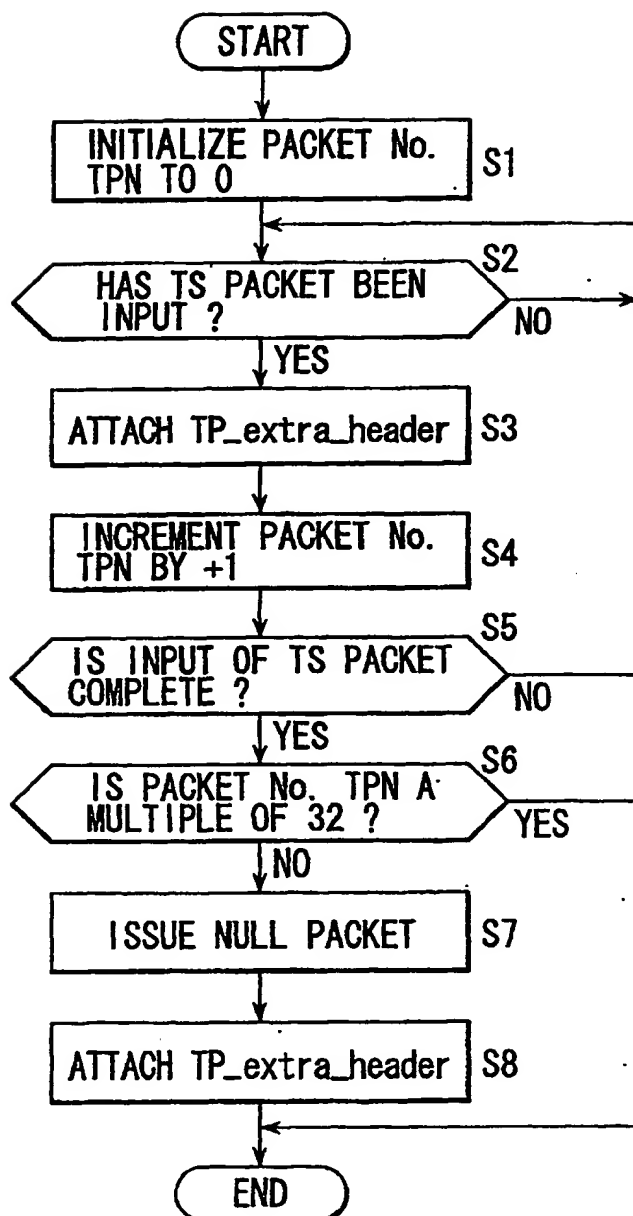 START
INITIALIZE PACKET No.
TPN TO 0
S1
S2
HAS TS PACKET BEEN
INPUT ?
NO
YES
ATTACH TP_extra_header
S3
INCREMENT PACKET No.
TPN BY +1
S4
S5
IS INPUT OF TS PACKET
COMPLETE ?
NO
YES
S6
IS PACKET No. TPN A
MULTIPLE OF 32 ?
YES
NO
ISSUE NULL PACKET
S7
ATTACH TP_extra_header
S8
END